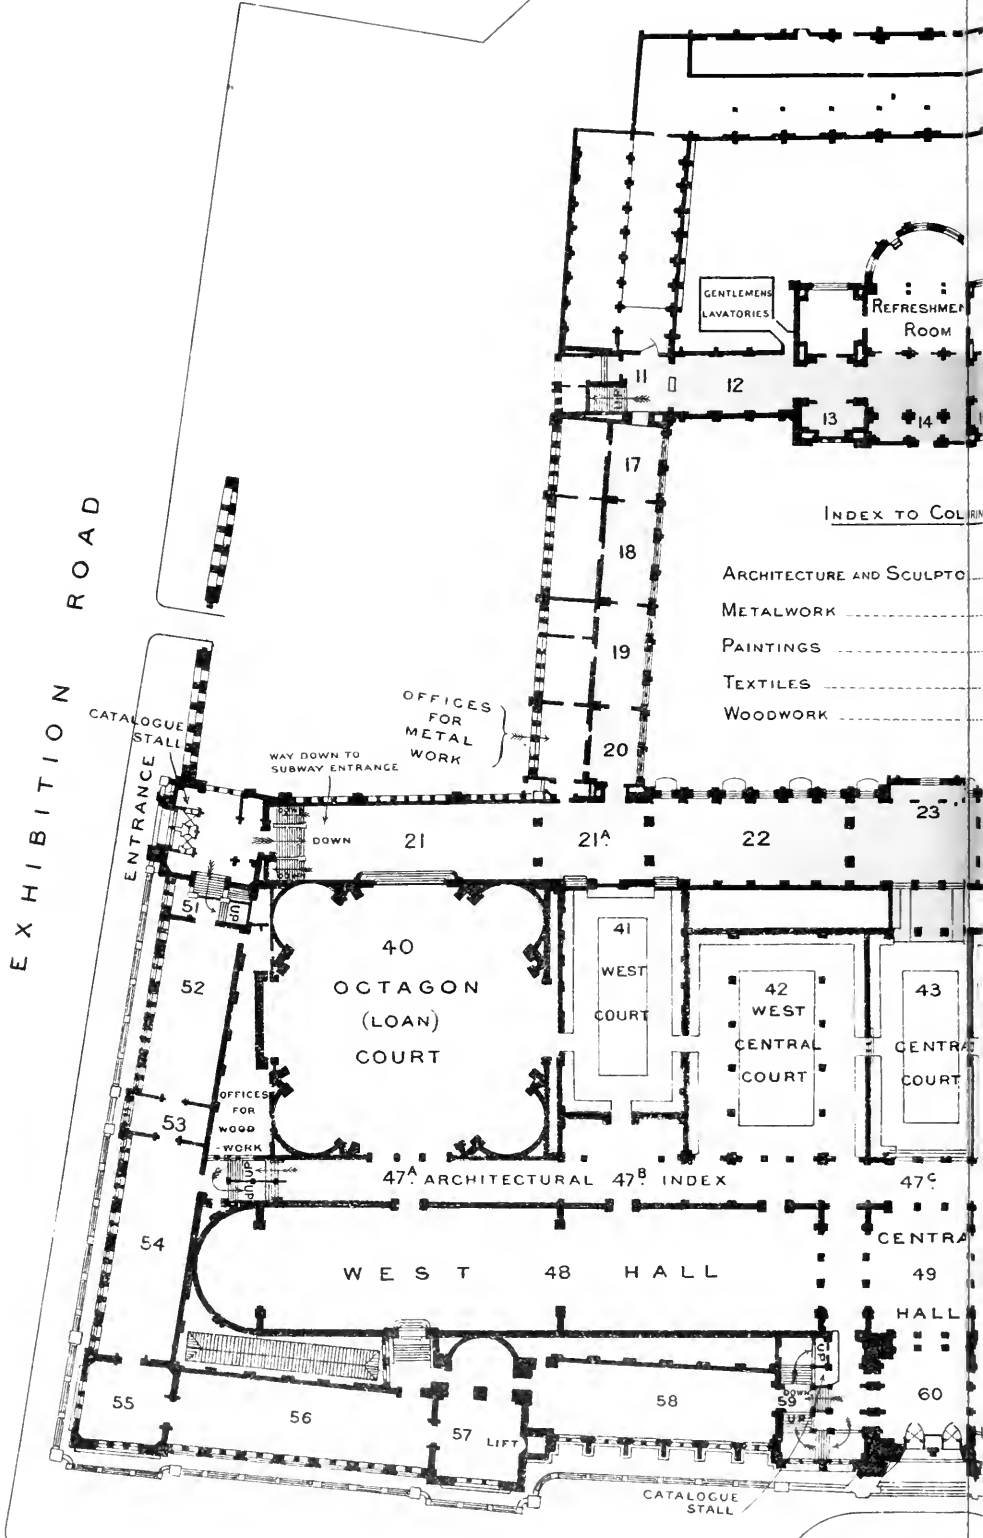 GENTLEMENS
LAVATORIES
REFRESHMEN
ROOM
11
12
UP
13
14
17
INDEX TO COL
18
ARCHITECTURE AND SCULPTO
METALWORK
PAINTINGS
TEXTILES
WOODWORK
19
20
OFFICES
FOR
METAL
WORK
EXHIBITION ROAD
CATALOGUE
STALL
ENTRANCE
WAY DOWN TO
SUBWAY ENTRANCE
DOWN
DOWN
DOWN
21
21A.
22
23
51
UP
52
40
OCTAGON
(LOAN)
COURT
41
WEST
COURT
42
WEST
CENTRAL
COURT
43
CENTRA
COURT
53
OFFICES
FOR
WOOD
-WORK
UP
UP
47A. ARCHITECTURAL 47B INDEX
47C.
54
WEST 48 HALL
CENTRA
49
HALL
55
56
57
LIFT
58
59
UP
DOWN
UP
60
CATALOGUE
STALL